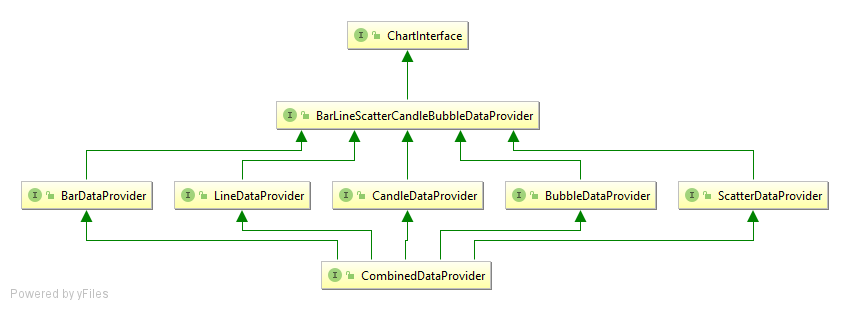 ChartInterface
BarLineScatterCandleBubbleDataProvider
BarDataProvider
LineDataProvider
CandleDataProvider
BubbleDataProvider
ScatterDataProvider
CombinedDataProvider
Powered by yFiles